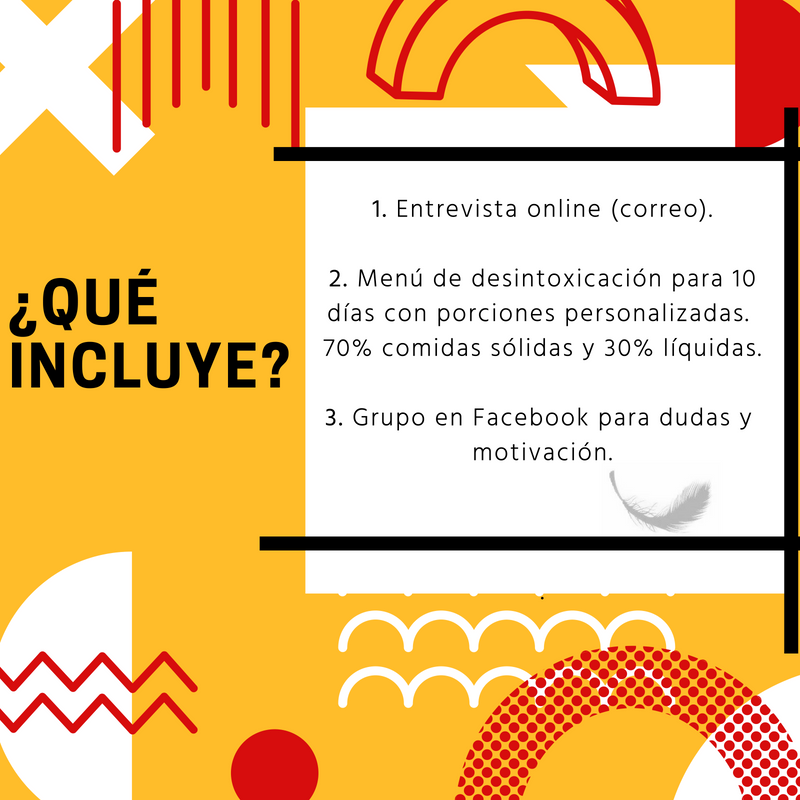 ¿QUÉ
INCLUYE?
1. Entrevista online (correo).
2. Menú de desintoxicación para 10
días con porciones personalizadas.
70% comidas sólidas y 30% líquidas.
3. Grupo en Facebook para dudas y
motivación.